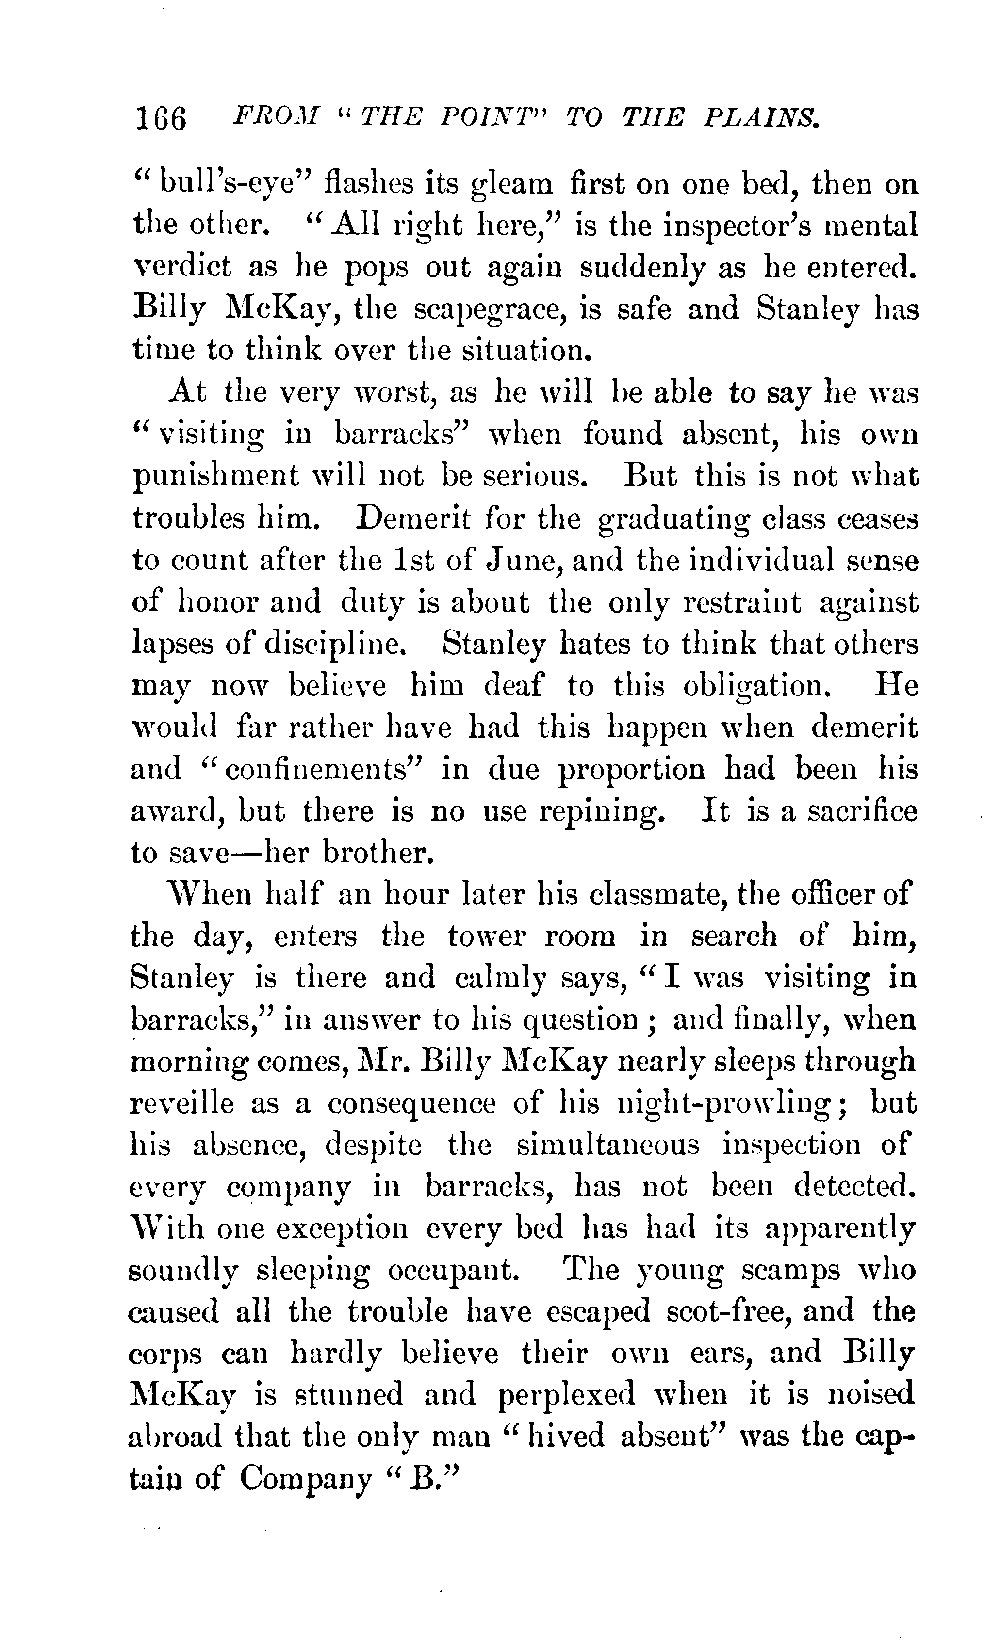 166 FROM "THE POINT" TO THE PLAINS.
"bull's-eye" flashes its gleam first on one bed, then on
the other. "All right here," is the inspector's mental
verdict as he pops out again suddenly as he entered.
Billy McKay, the scapegrace, is safe and Stanley has
time to think over the situation.
At the very worst, as he will be able to say he was
"visiting in barracks" when found absent, his own
punishment will not be serious. But this is not what
troubles him. Demerit for the graduating class ceases
to count after the 1st of June, and the individual sense
of honor and duty is about the only restraint against
lapses of discipline. Stanley hates to think that others
may now believe him deaf to this obligation. He
would far rather have had this happen when demerit
and "confinements" in due proportion had been his
award, but there is no use repining. It is a sacrifice
to save—her brother.
When half an hour later his classmate, the officer of
the day, enters the tower room in search of him,
Stanley is there and calmly says, "I was visiting in
barracks," in answer to his question; and finally, when
morning comes, Mr. Billy McKay nearly sleeps through
reveille as a consequence of his night-prowling; but
his absence, despite the simultaneous inspection of
every company in barracks, has not been detected.
With one exception every bed has had its apparently
soundly sleeping occupant. The young scamps who
caused all the trouble have escaped scot-free, and the
corps can hardly believe their own ears, and Billy
McKay is stunned and perplexed when it is noised
abroad that the only man "hived absent" was the cap-
tain of Company "B."